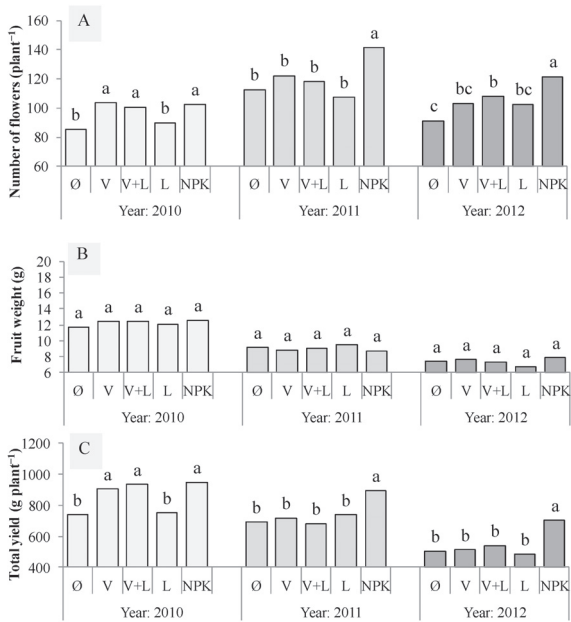 A
Number of flowers (plant⁻¹)
160
140
120
100
80
60
b a a b a
b b b b a
c bc b bc a
Ø V V+L L NPK Ø V V+L L NPK Ø V V+L L NPK
Year: 2010 Year: 2011 Year: 2012
B
Fruit weight (g)
20
18
16
14
12
10
8
6
a a a a a
a a a a a
a a a a a
Ø V V+L L NPK Ø V V+L L NPK Ø V V+L L NPK
Year: 2010 Year: 2011 Year: 2012
C
Total yield (g plant⁻¹)
1200
1000
800
600
400
b a a b a
b b b b a
b b b b a
Ø V V+L L NPK Ø V V+L L NPK Ø V V+L L NPK
Year: 2010 Year: 2011 Year: 2012